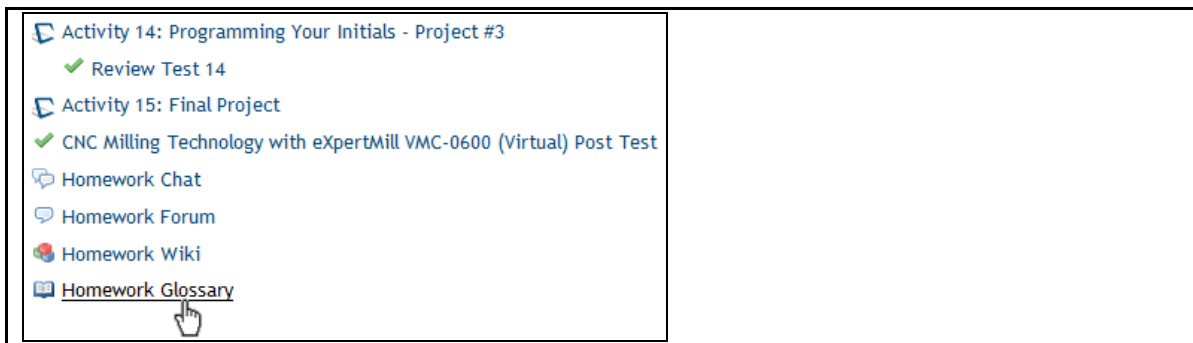 Activity 14: Programming Your Initials - Project #3
Review Test 14
Activity 15: Final Project
CNC Milling Technology with eXpertMill VMC-0600 (Virtual) Post Test
Homework Chat
Homework Forum
Homework Wiki
Homework Glossary